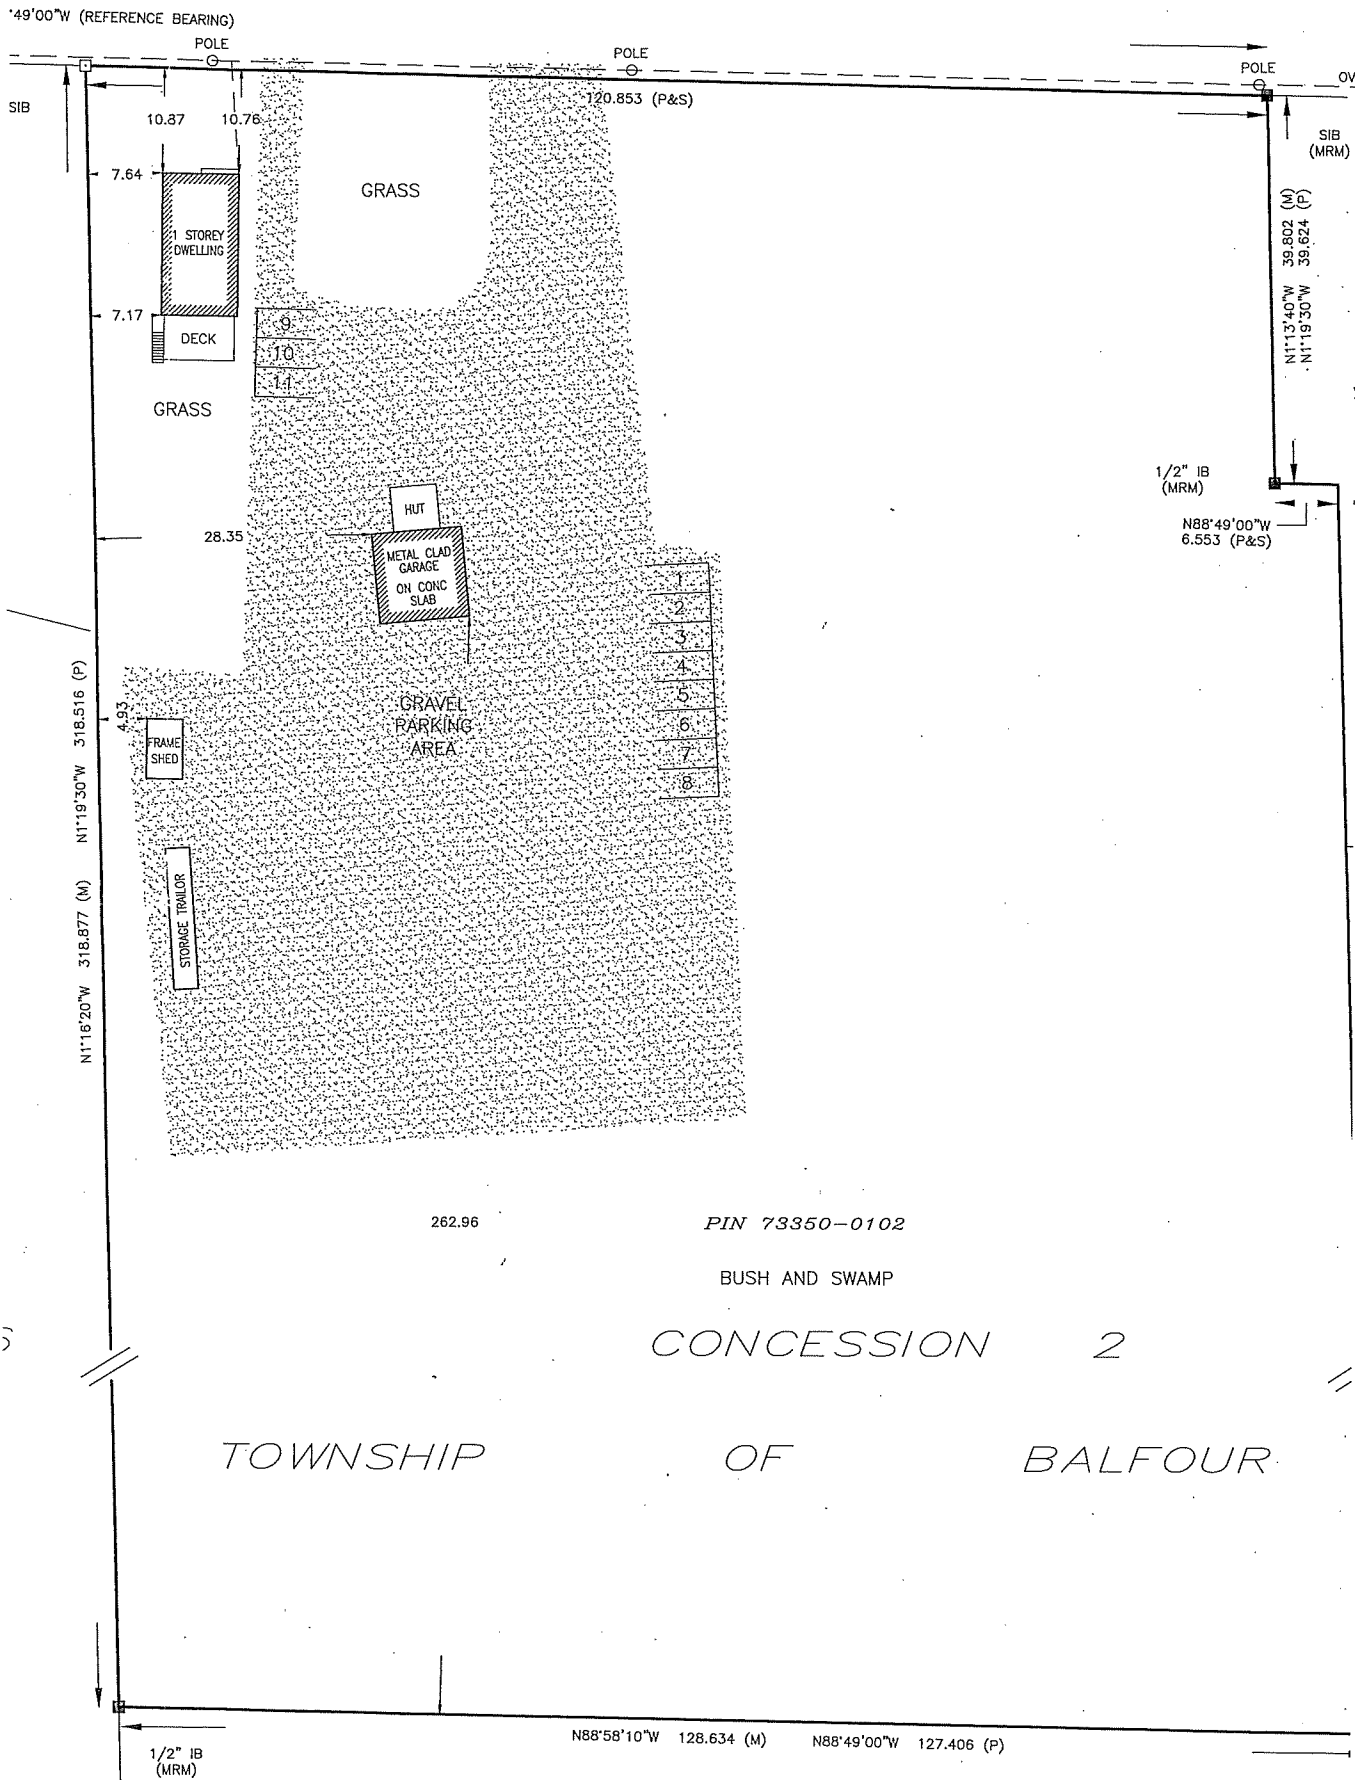 '49'00"W (REFERENCE BEARING)
POLE
POLE
POLE
OV
SIB
120.853 (P&S)
10.87
10.76
SIB
(MRM)
7.64
GRASS
1 STOREY
DWELLING
N1°13'40"W 39.802 (M)
N1°19'30"W 39.624 (P)
7.17
DECK
9
10
11
GRASS
1/2" IB
(MRM)
HUT
N88°49'00"W
6.553 (P&S)
28.35
METAL CLAD
GARAGE
ON CONC
SLAB
1
2
3
4
5
6
7
8
4.93
GRAVEL
PARKING
AREA
FRAME
SHED
STORAGE TRAILOR
N1°16'20"W 318.877 (M) N1°19'30"W 318.516 (P)
262.96
PIN 73350-0102
BUSH AND SWAMP
CONCESSION 2
TOWNSHIP OF BALFOUR
N88°58'10"W 128.634 (M) N88°49'00"W 127.406 (P)
1/2" IB
(MRM)